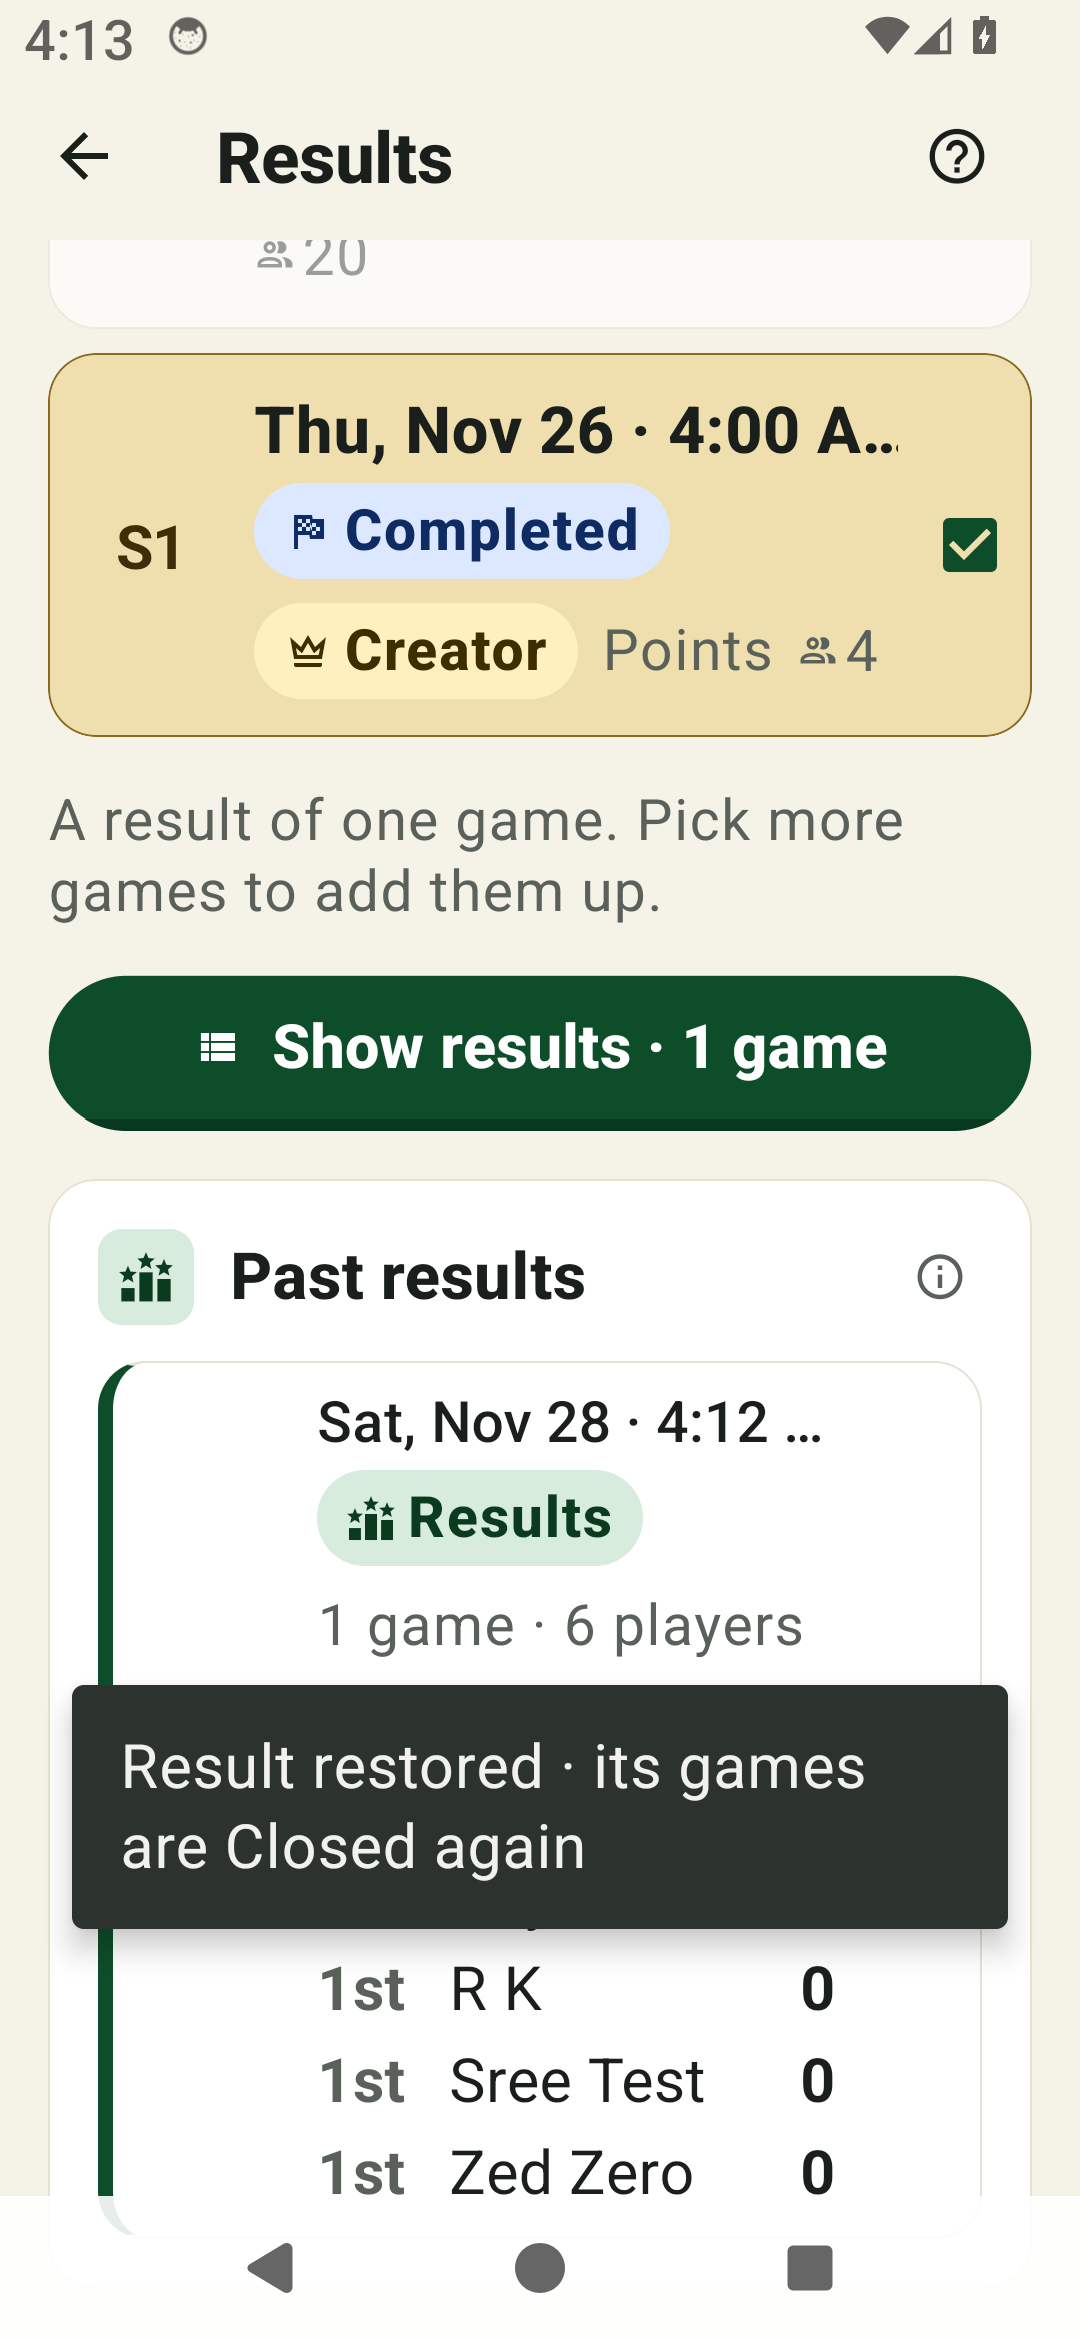 4:13
Results
20
Thu, Nov 26 · 4:00 A…
S1
Completed
Creator Points 4
A result of one game. Pick more
games to add them up.
Show results · 1 game
Past results
Sat, Nov 28 · 4:12 …
Results
1 game · 6 players
Result restored · its games
are Closed again
1st R K 0
1st Sree Test 0
1st Zed Zero 0